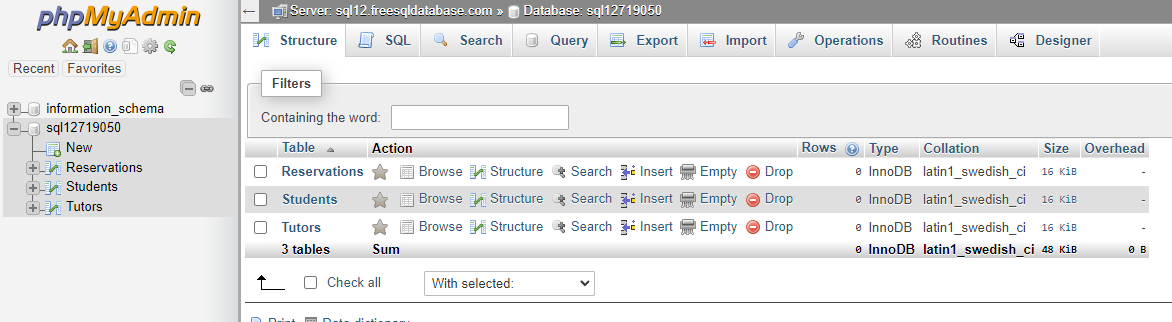 phpMyAdmin
Recent Favorites
information_schema
sql12719050
New
Reservations
Students
Tutors
Server: sql12.freesqldatabase.com » Database: sql12719050
Structure SQL Search Query Export Import Operations Routines Designer
Filters
Containing the word:
Table Action Rows Type Collation Size Overhead
Reservations Browse Structure Search Insert Empty Drop 0 InnoDB latin1_swedish_ci 16 KiB -
Students Browse Structure Search Insert Empty Drop 0 InnoDB latin1_swedish_ci 16 KiB -
Tutors Browse Structure Search Insert Empty Drop 0 InnoDB latin1_swedish_ci 16 KiB -
3 tables Sum 0 InnoDB latin1_swedish_ci 48 KiB 0 B
Check all With selected:
Print Data dictionary